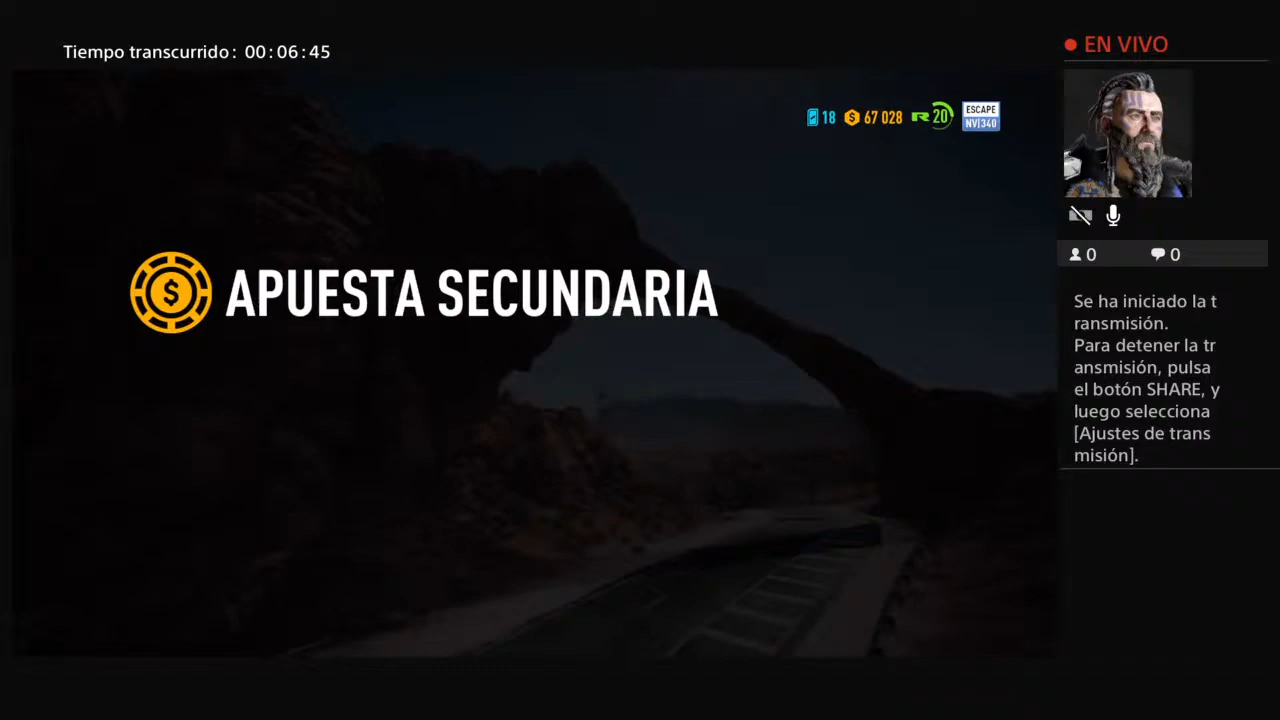 Tiempo transcurrido: 00:06:45
EN VIVO
18 67 028 R 20 ESCAPE
NV|340
APUESTA SECUNDARIA
0 0
Se ha iniciado la t
ransmisión.
Para detener la tr
ansmisión, pulsa
el botón SHARE, y
luego selecciona
[Ajustes de trans
misión].